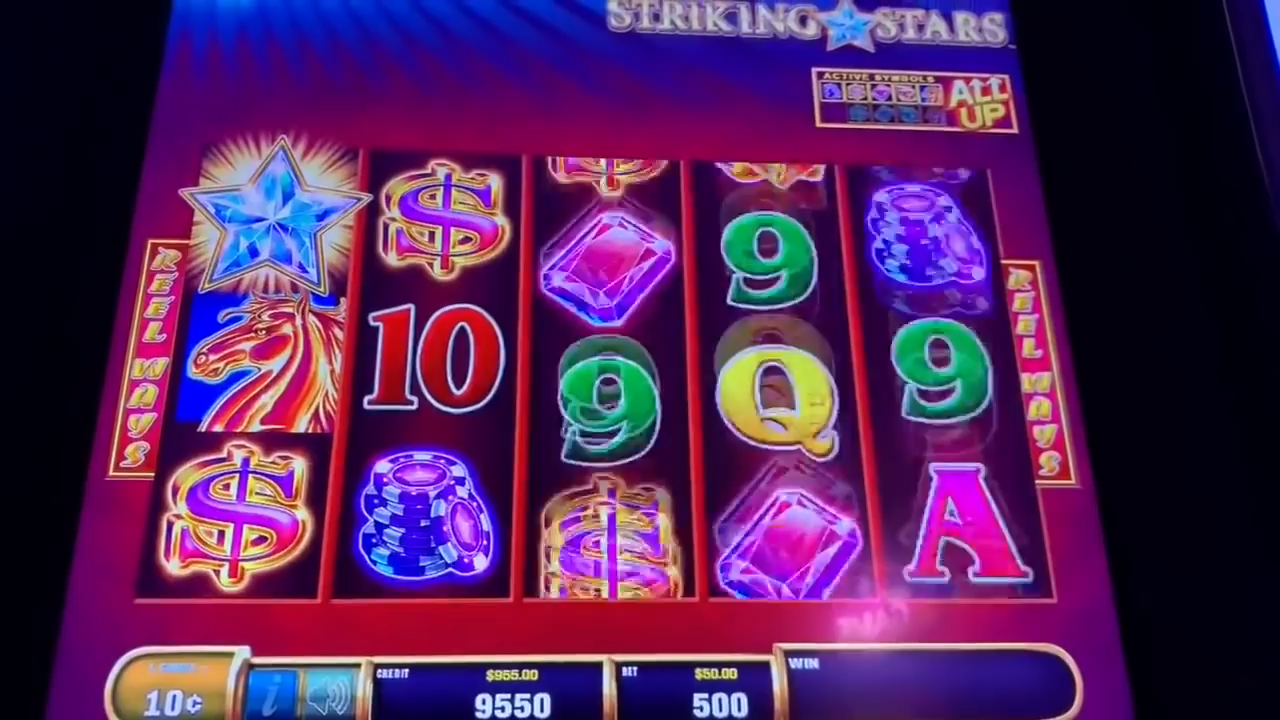 STRIKING STARS
ACTIVE SYMBOLS
ALL UP
REEL WAYS
REEL WAYS
$
9
10
9
Q
9
$
$
A
CREDIT
$955.00
9550
BET
$50.00
500
WIN
10¢
i